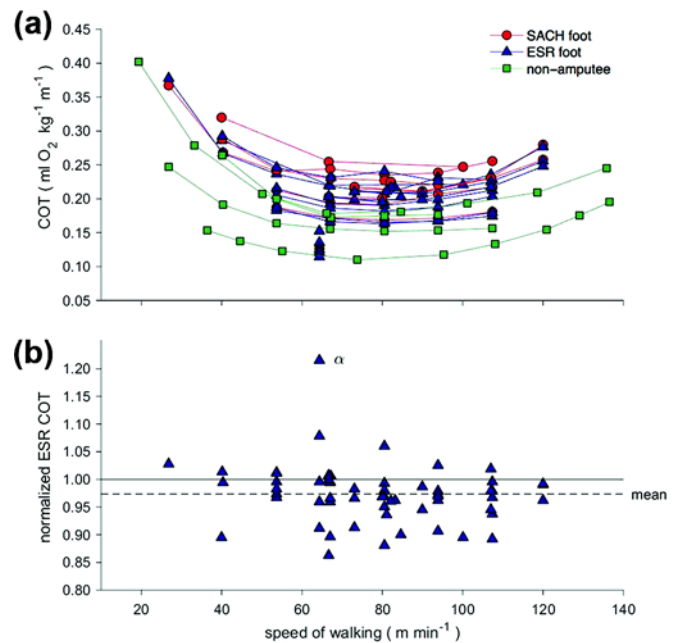 (a)
0.45
0.40
0.35
0.30
0.25
0.20
0.15
0.10
0.05
COT ( ml O₂ kg⁻¹ m⁻¹ )
SACH foot
ESR foot
non-amputee
(b)
1.20
1.15
1.10
1.05
1.00
0.95
0.90
0.85
0.80
normalized ESR COT
α
mean
20 40 60 80 100 120 140
speed of walking ( m min⁻¹ )